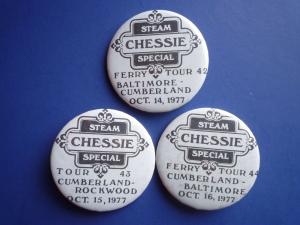 STEAM
CHESSIE
SPECIAL
FERRY TOUR 42
BALTIMORE-
CUMBERLAND
OCT. 14, 1977
STEAM
CHESSIE
SPECIAL
TOUR 43
CUMBERLAND-
ROCKWOOD
OCT 15, 1977
STEAM
CHESSIE
SPECIAL
FERRY TOUR 44
CUMBERLAND-
BALTIMORE
OCT 16, 1977